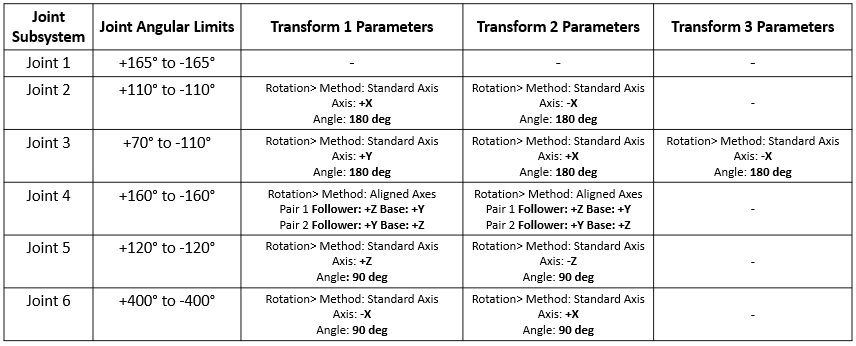 Joint Subsystem | Joint Angular Limits | Transform 1 Parameters | Transform 2 Parameters | Transform 3 Parameters
Joint 1 | +165° to -165° | - | - | -
Joint 2 | +110° to -110° | Rotation> Method: Standard Axis Axis: +X Angle: 180 deg | Rotation> Method: Standard Axis Axis: -X Angle: 180 deg | -
Joint 3 | +70° to -110° | Rotation> Method: Standard Axis Axis: +Y Angle: 180 deg | Rotation> Method: Standard Axis Axis: +X Angle: 180 deg | Rotation> Method: Standard Axis Axis: -X Angle: 180 deg
Joint 4 | +160° to -160° | Rotation> Method: Aligned Axes Pair 1 Follower: +Z Base: +Y Pair 2 Follower: +Y Base: +Z | Rotation> Method: Aligned Axes Pair 1 Follower: +Z Base: +Y Pair 2 Follower: +Y Base: +Z | -
Joint 5 | +120° to -120° | Rotation> Method: Standard Axis Axis: +Z Angle: 90 deg | Rotation> Method: Standard Axis Axis: -Z Angle: 90 deg | -
Joint 6 | +400° to -400° | Rotation> Method: Standard Axis Axis: -X Angle: 90 deg | Rotation> Method: Standard Axis Axis: +X Angle: 90 deg | -